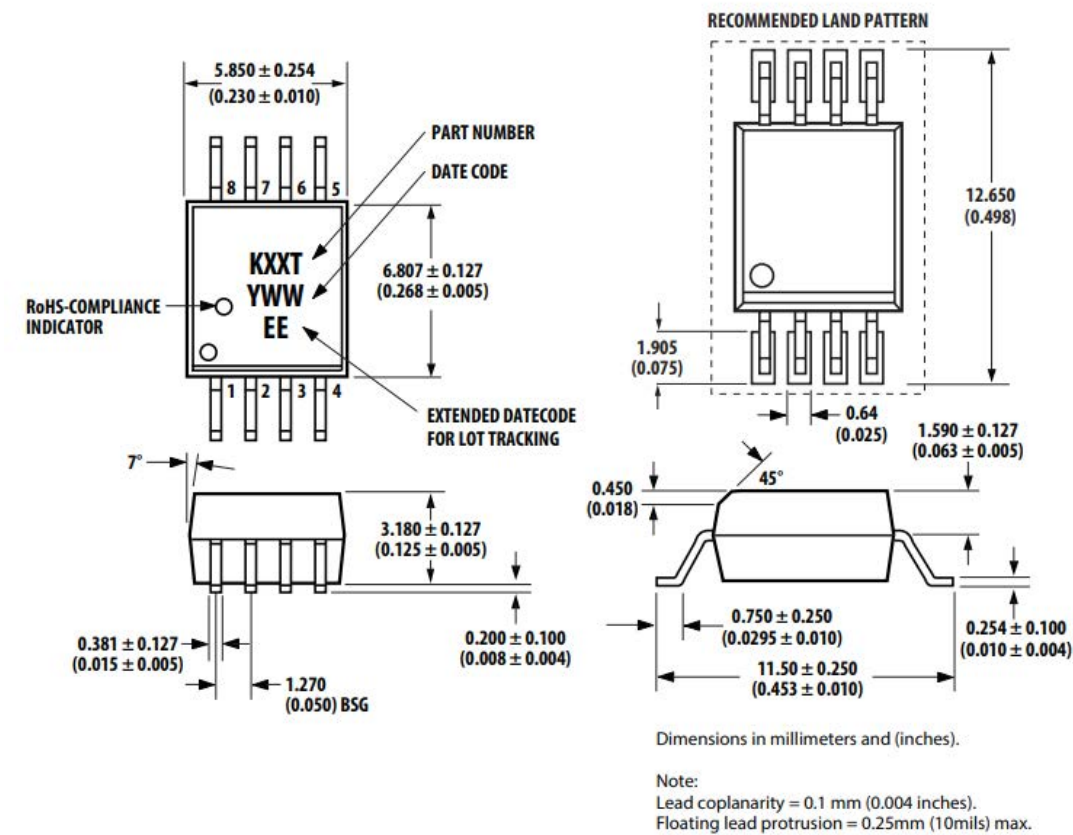 RECOMMENDED LAND PATTERN
5.850 ± 0.254
(0.230 ± 0.010)
PART NUMBER
DATE CODE
8 7 6 5
12.650
(0.498)
KXXT
YWW
EE
6.807 ± 0.127
(0.268 ± 0.005)
RoHS-COMPLIANCE
INDICATOR
1.905
(0.075)
1 2 3 4
EXTENDED DATECODE
FOR LOT TRACKING
0.64
(0.025)
1.590 ± 0.127
(0.063 ± 0.005)
7°
45°
0.450
(0.018)
3.180 ± 0.127
(0.125 ± 0.005)
0.381 ± 0.127
(0.015 ± 0.005)
0.200 ± 0.100
(0.008 ± 0.004)
1.270
(0.050) BSG
0.750 ± 0.250
(0.0295 ± 0.010)
0.254 ± 0.100
(0.010 ± 0.004)
11.50 ± 0.250
(0.453 ± 0.010)
Dimensions in millimeters and (inches).
Note:
Lead coplanarity = 0.1 mm (0.004 inches).
Floating lead protrusion = 0.25mm (10mils) max.